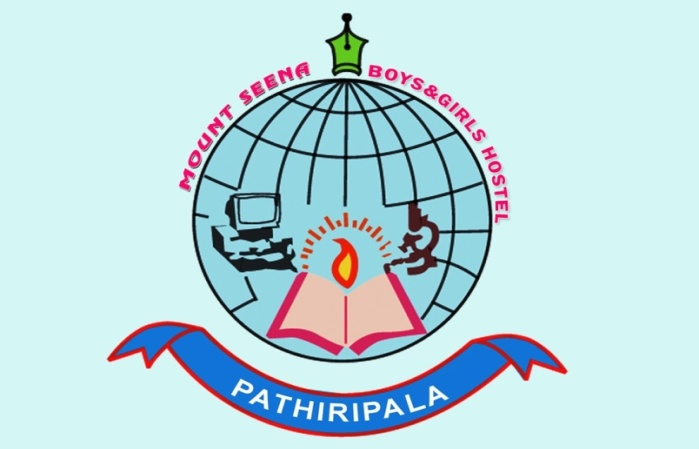 MOUNT SEENA
BOYS&GIRLS HOSTEL
PATHIRIPALA